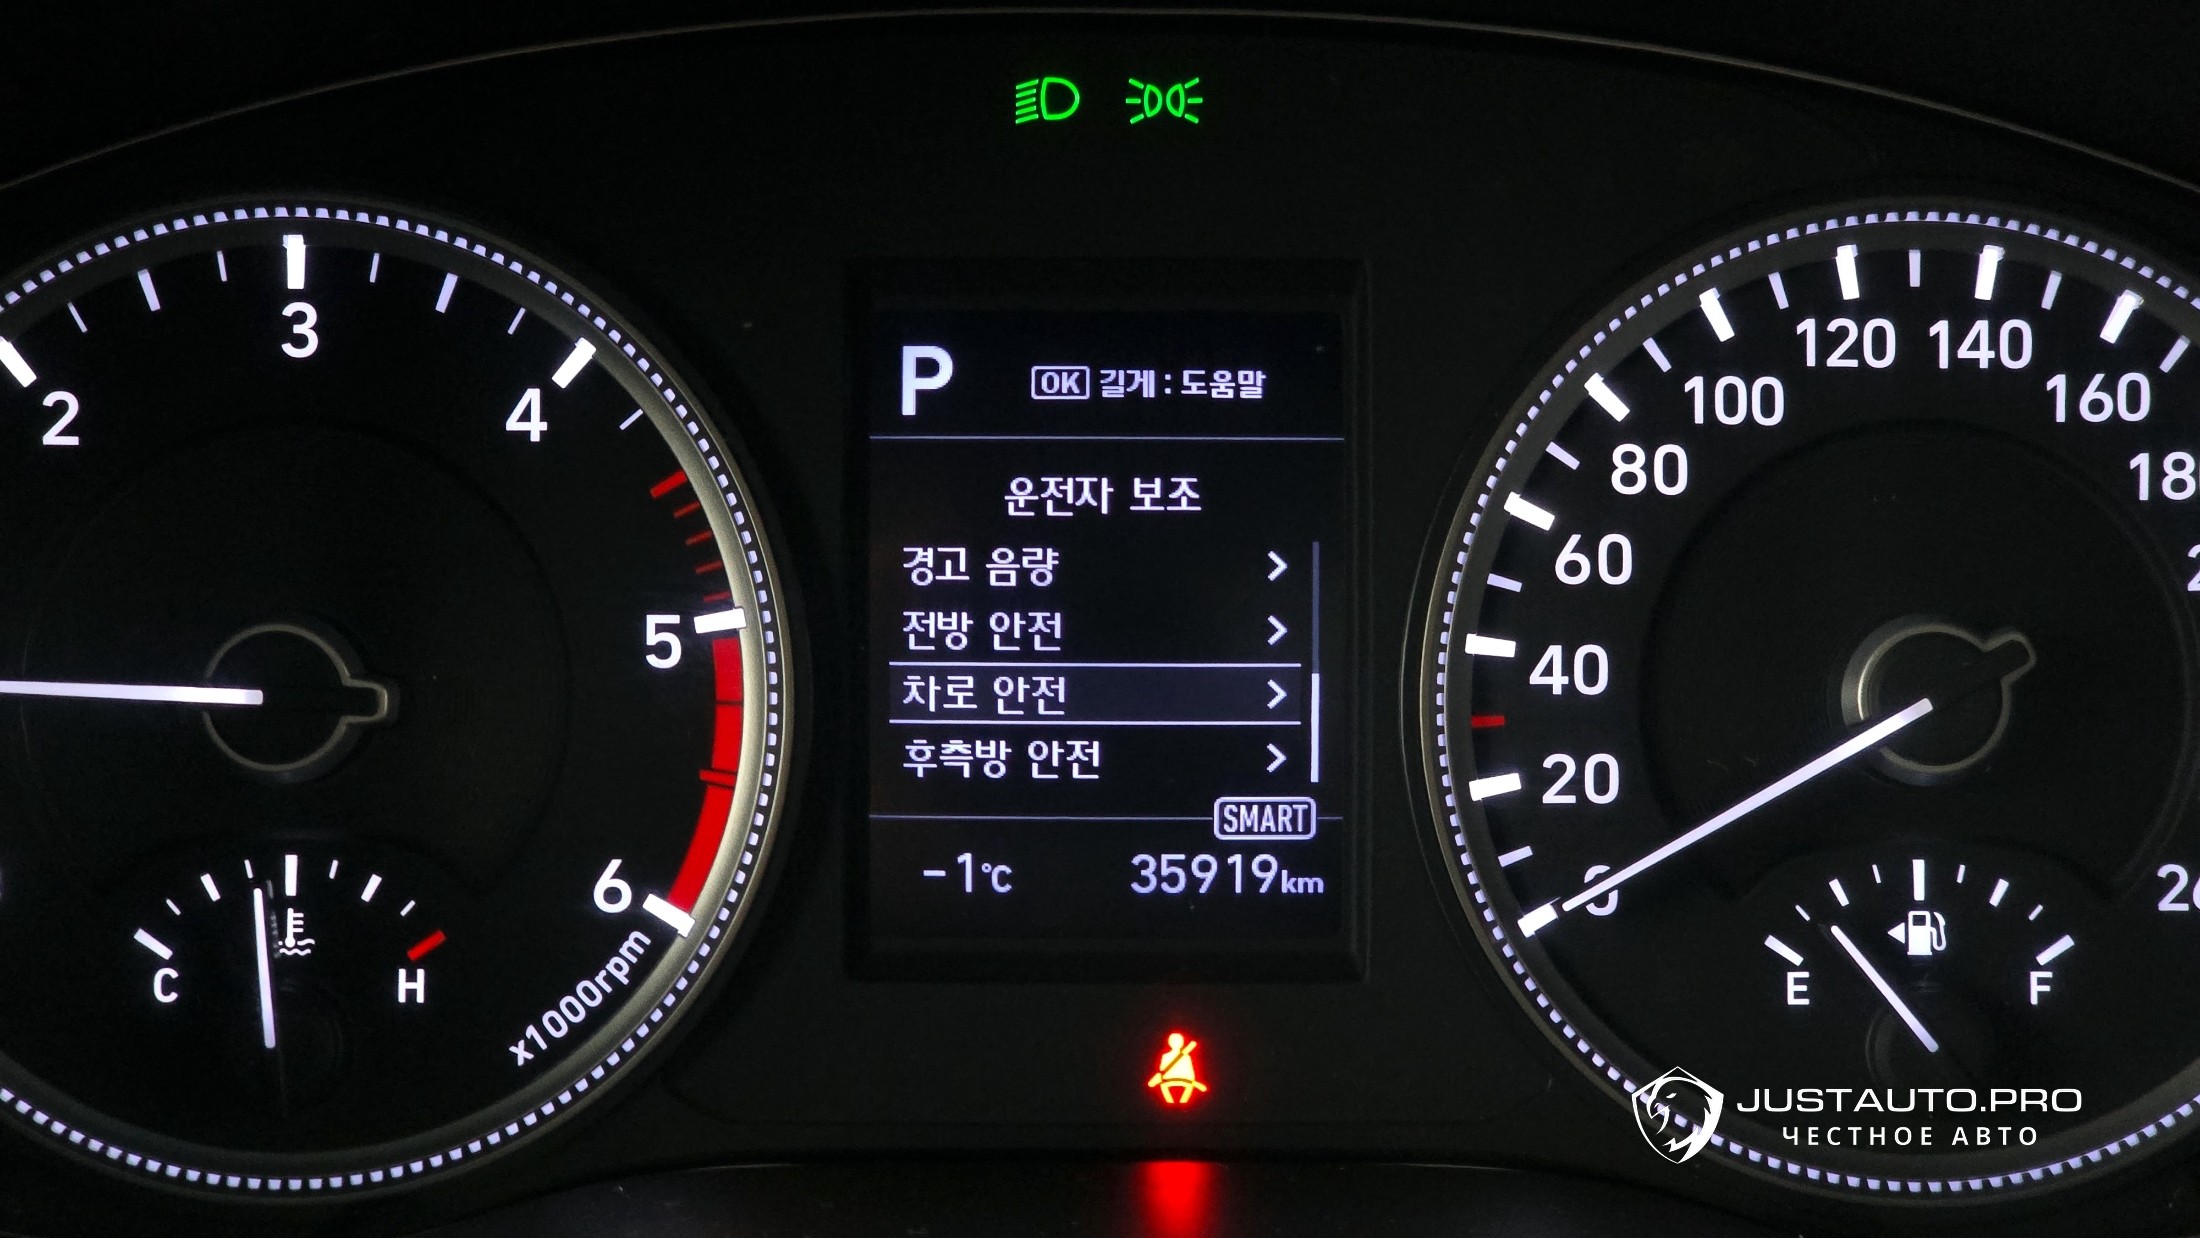 P
OK 길게 : 도움말
운전자 보조
경고 음량
전방 안전
차로 안전
후측방 안전
SMART
-1℃ 35919km
2
3
4
5
6
x1000rpm
C
H
0
20
40
60
80
100
120
140
160
E
F
JUSTAUTO.PRO
ЧЕСТНОЕ АВТО